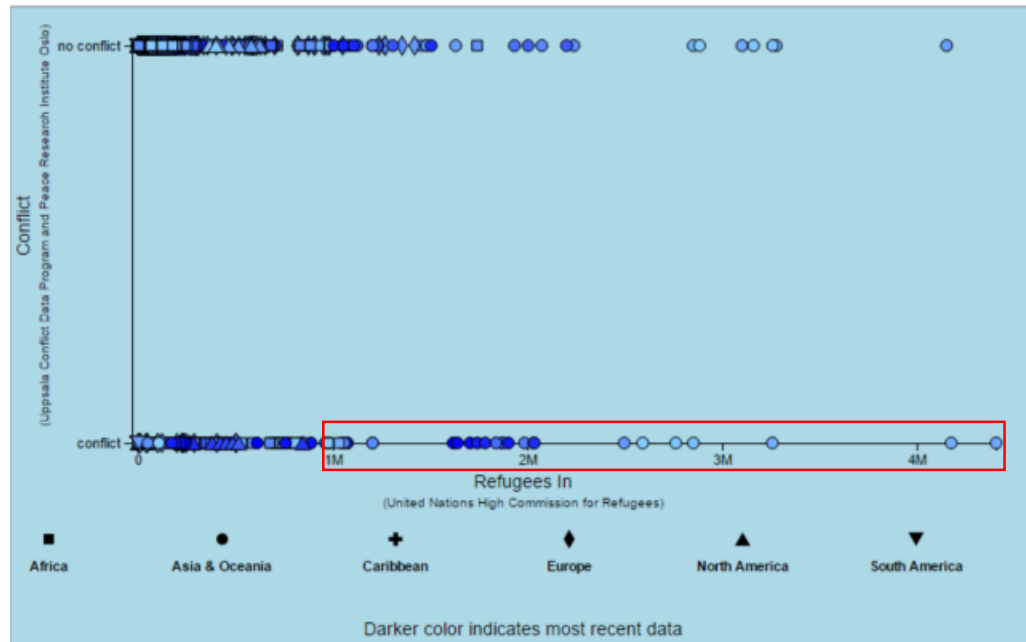 no conflict
conflict
Conflict
(Uppsala Conflict Data Program and Peace Research Institute Oslo)
0
1M
2M
3M
4M
Refugees In
(United Nations High Commission for Refugees)
Africa
Asia & Oceania
Caribbean
Europe
North America
South America
Darker color indicates most recent data